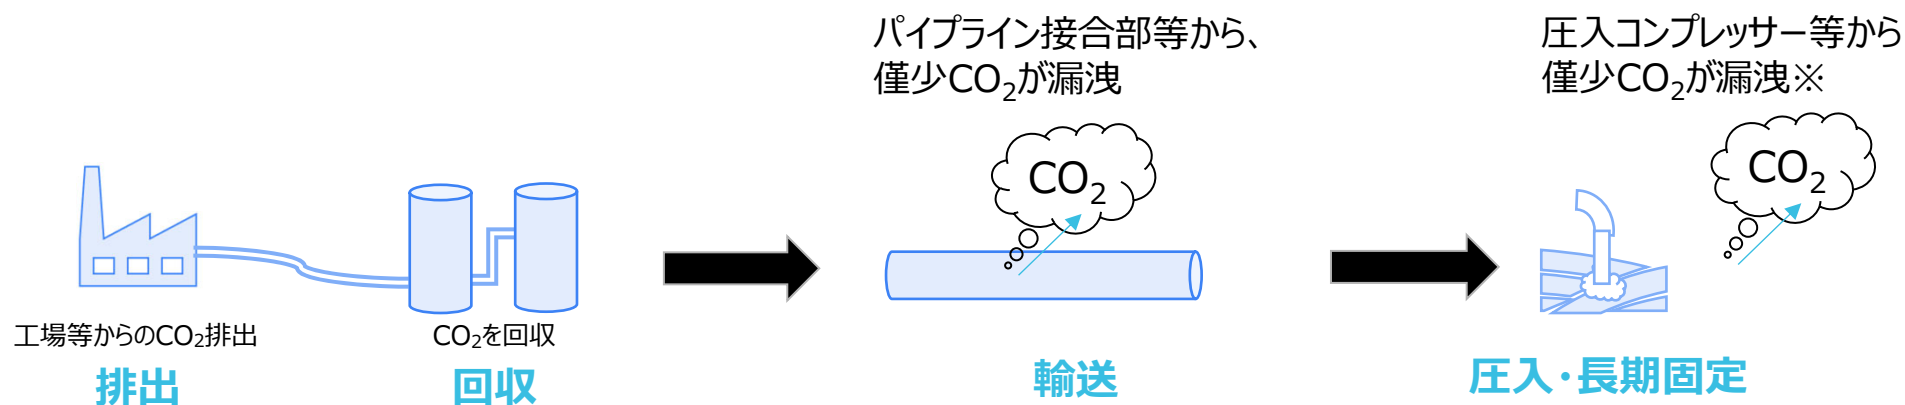 パイプライン接合部等から、
僅少CO₂が漏洩
圧入コンプレッサー等から
僅少CO₂が漏洩※
CO₂
CO₂
工場等からのCO₂排出
CO₂を回収
排出
回収
輸送
圧入・長期固定